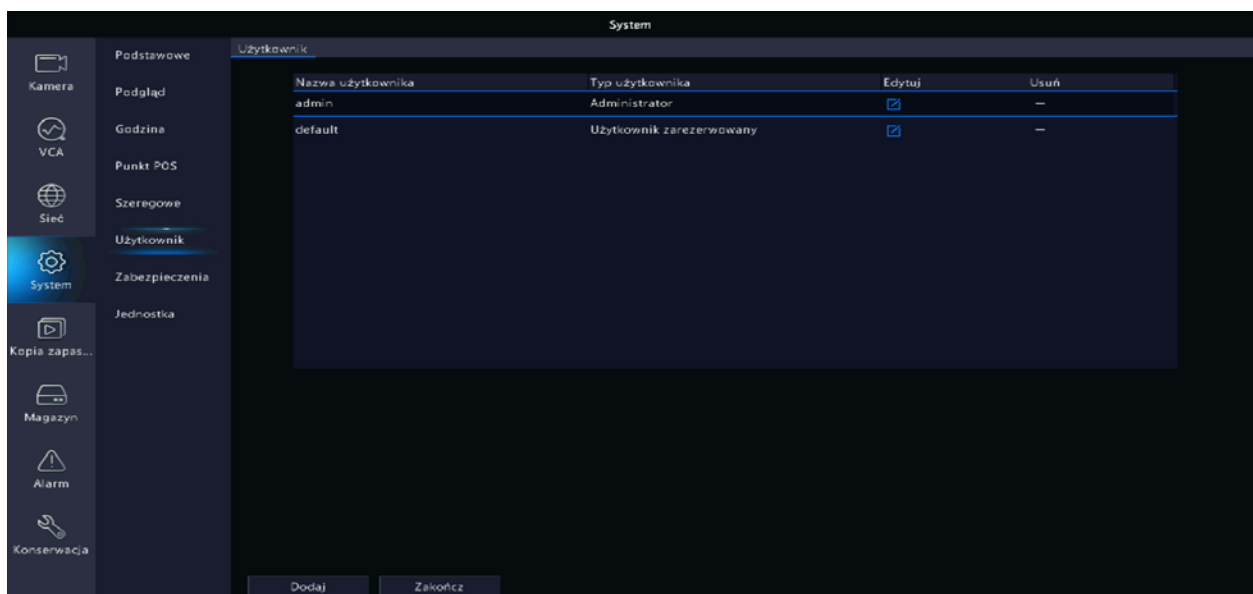 System
Kamera
VCA
Sieć
System
Kopia zapas...
Magazyn
Alarm
Konserwacja
Podstawowe
Podgląd
Godzina
Punkt POS
Szeregowe
Użytkownik
Zabezpieczenia
Jednostka
Użytkownik
Nazwa użytkownika Typ użytkownika Edytuj Usuń
admin Administrator –
default Użytkownik zarezerwowany –
Dodaj Zakończ